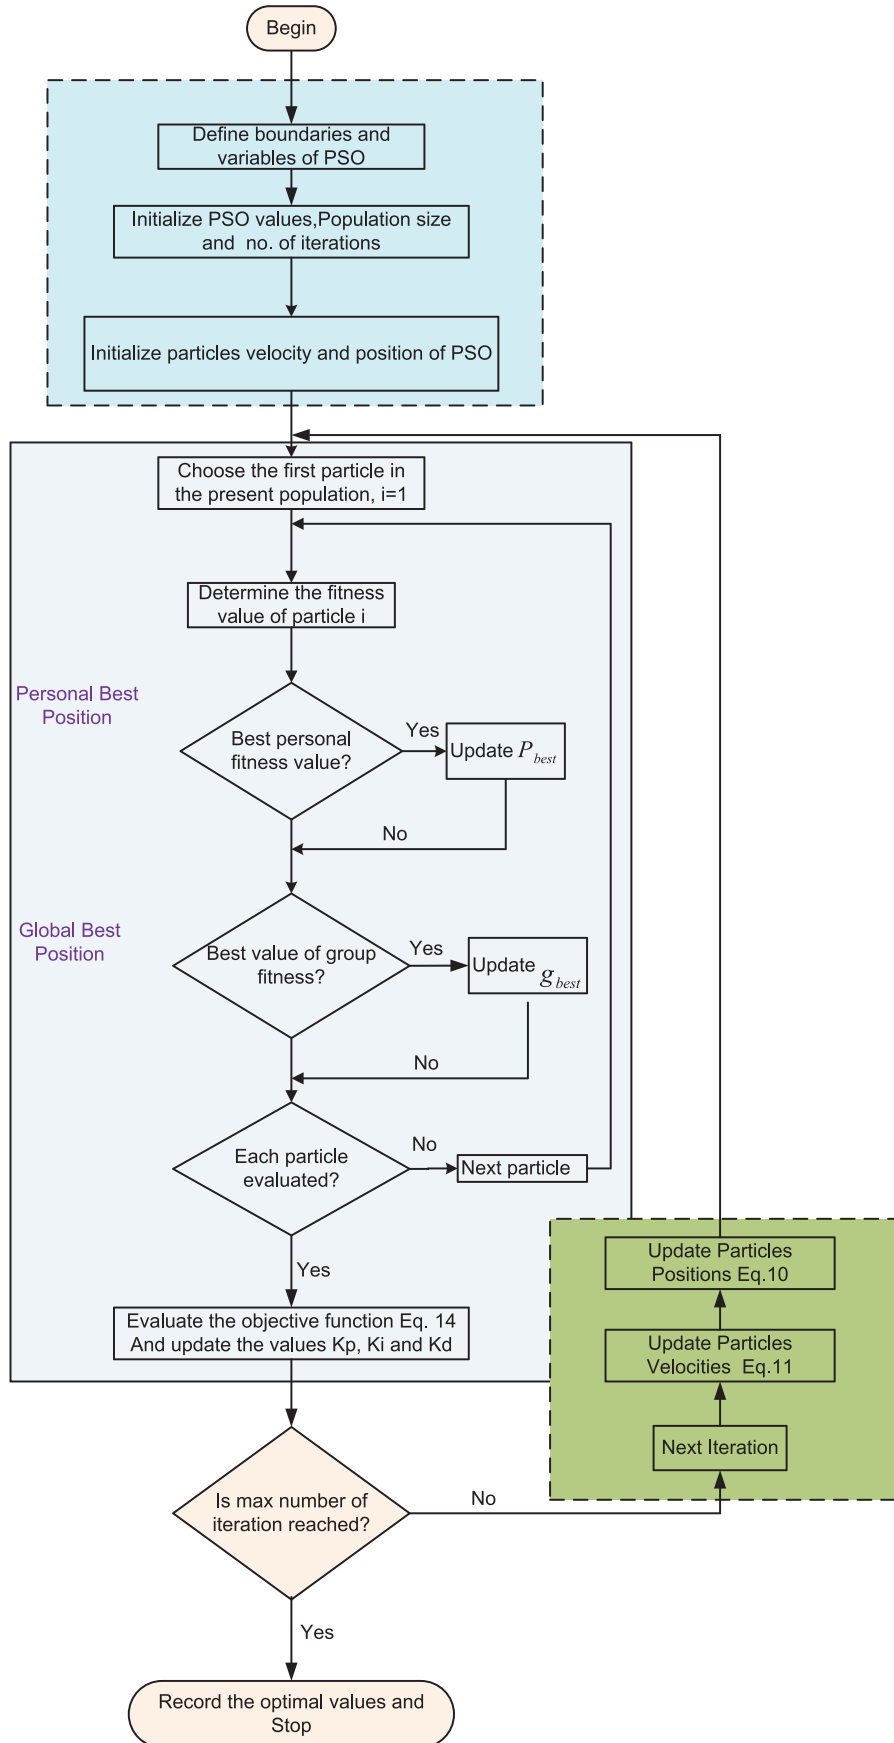 Begin
Define boundaries and
variables of PSO
Initialize PSO values,Population size
and no. of iterations
Initialize particles velocity and position of PSO
Choose the first particle in
the present population, i=1
Determine the fitness
value of particle i
Personal Best
Position
Best personal
fitness value?
Yes
Update P_best
No
Global Best
Position
Best value of group
fitness?
Yes
Update g_best
No
Each particle
evaluated?
No
Next particle
Yes
Evaluate the objective function Eq. 14
And update the values Kp, Ki and Kd
Update Particles
Positions Eq.10
Update Particles
Velocities Eq.11
Next Iteration
Is max number of
iteration reached?
No
Yes
Record the optimal values and
Stop